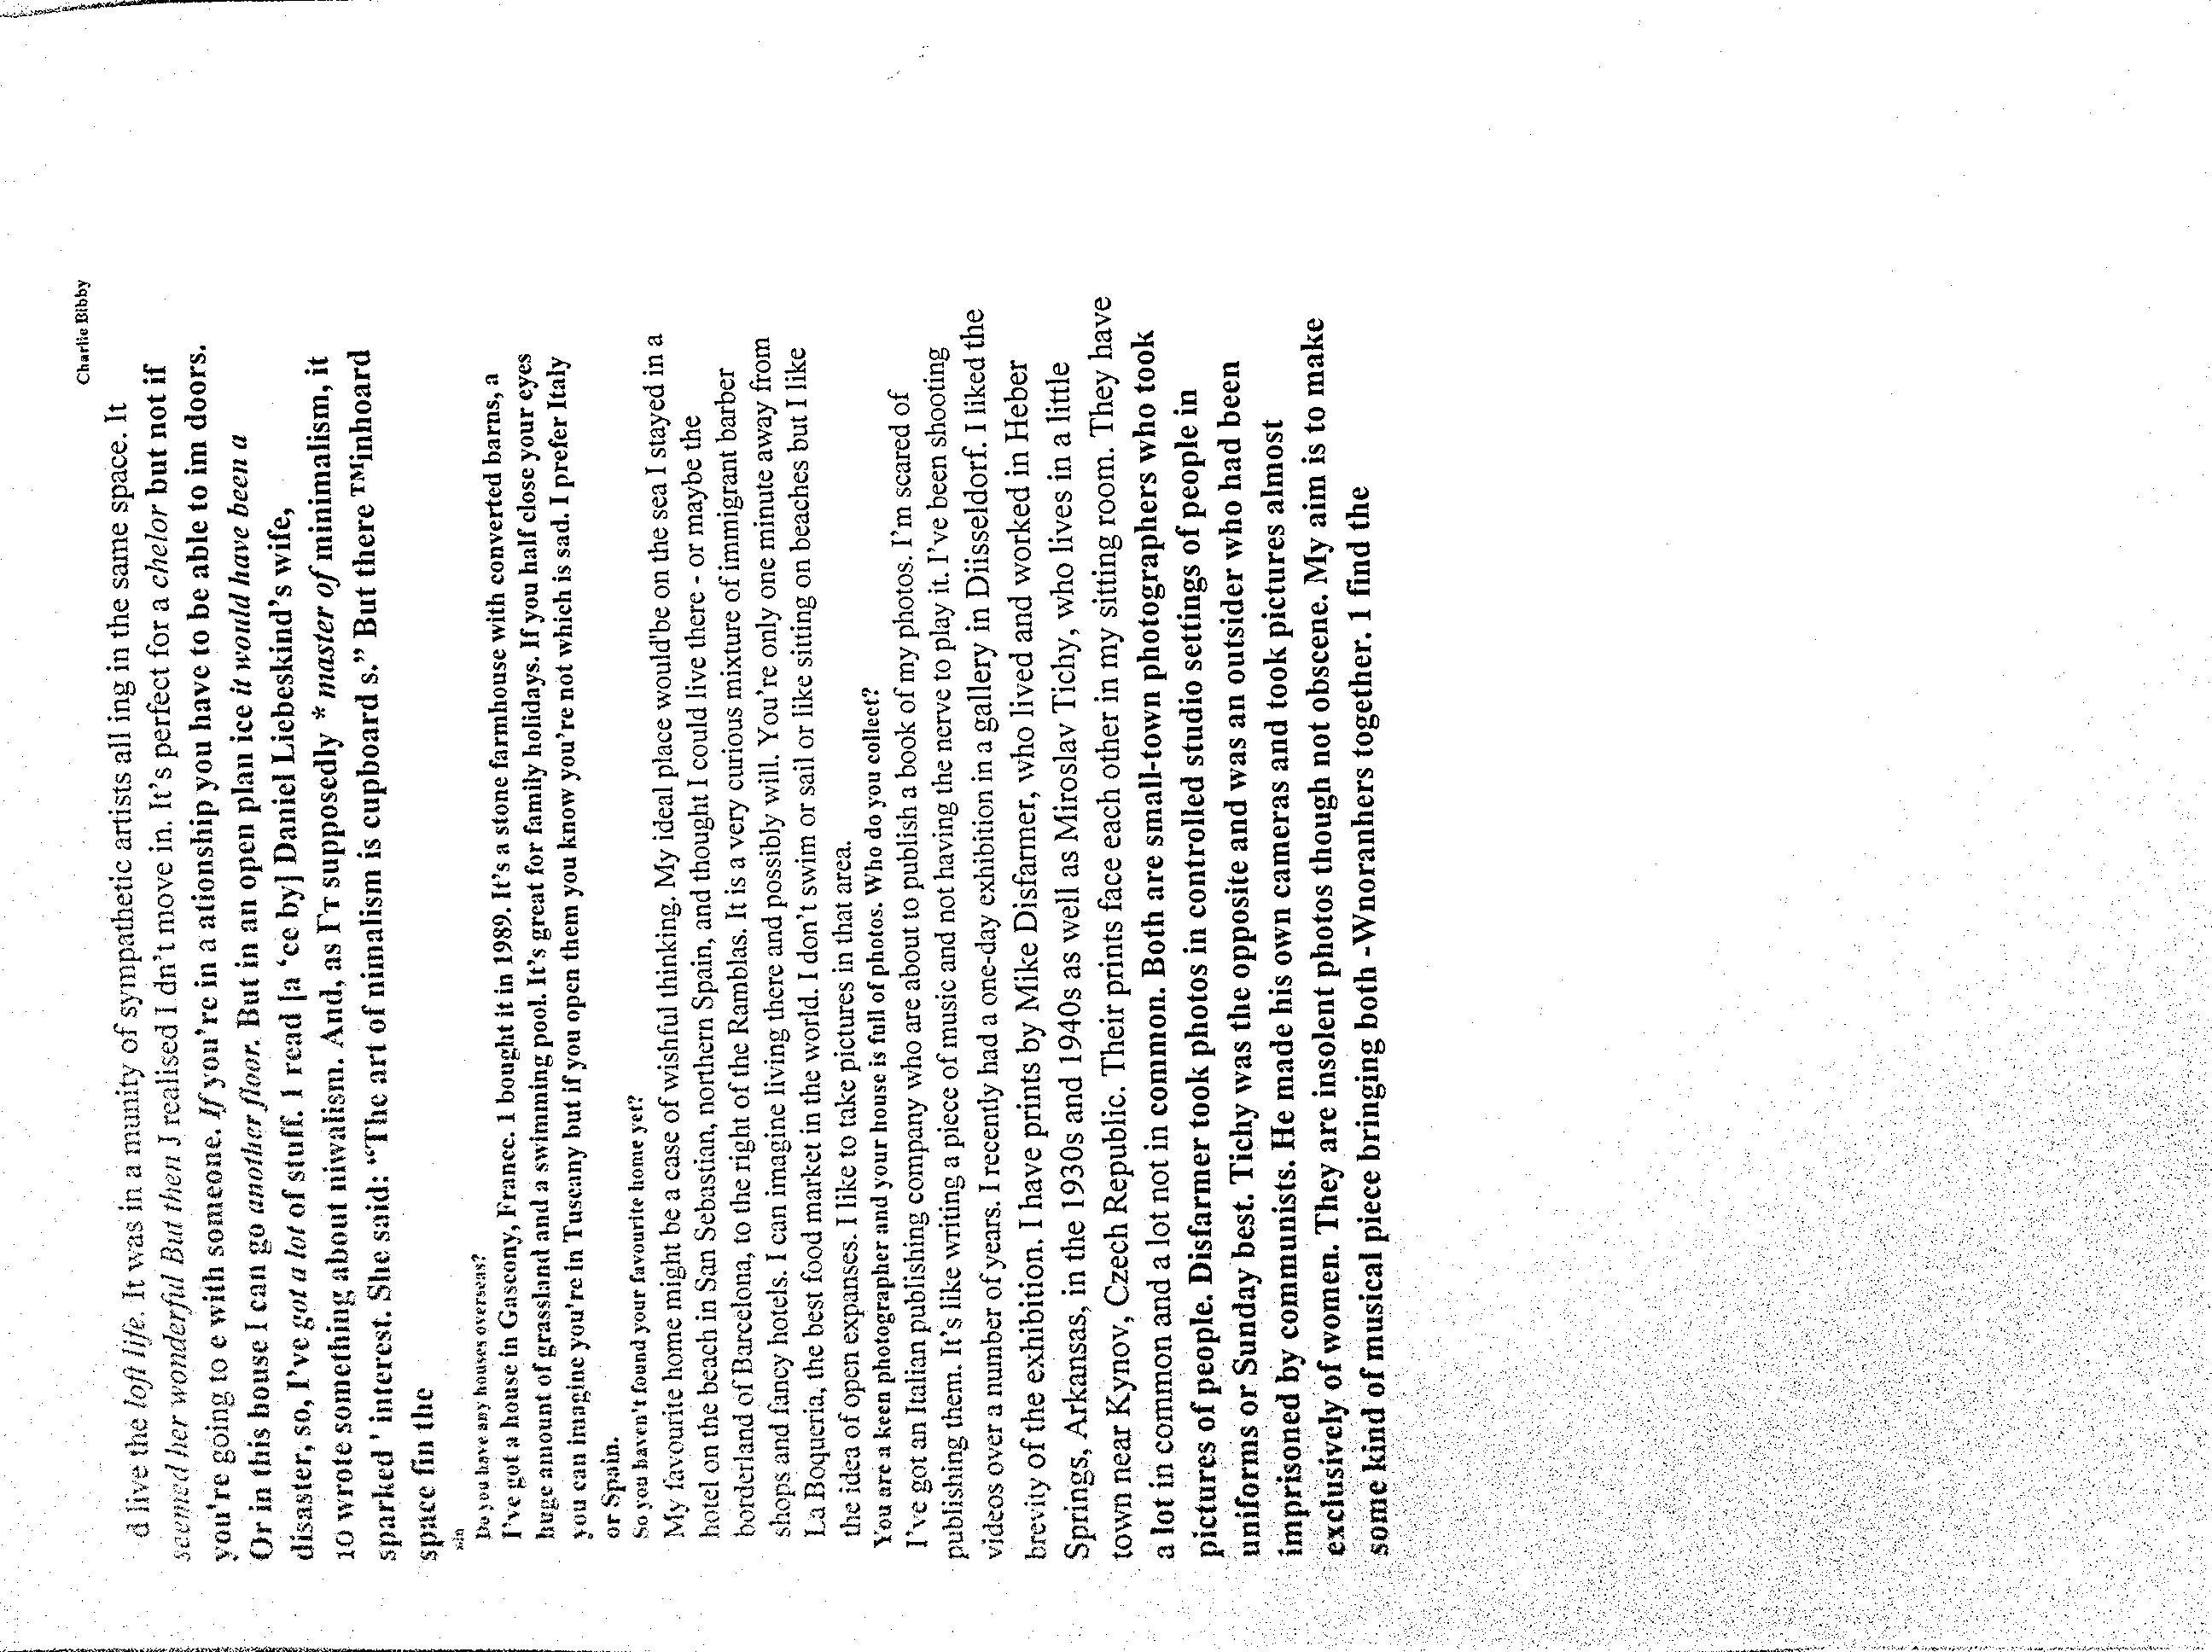 Charlie Bibby
d live the loft life. It was in a munity of sympathetic artists all ing in the same space. It
seemed her wonderful But then J realised I dn't move in. It's perfect for a chelor but not if
you're going to e with someone. If you're in a ationship you have to be able to im doors.
Or in this house I can go another floor. But in an open plan ice it would have been a
disaster, so, I've got a lot of stuff. 1 read [a 'ce by] Daniel Liebeskind's wife,
10 wrote something about niwalism. And, as Гт supposedly * master of minimalism, it
sparked ' interest. She said: "The art of nimalism is cupboard s." But there ™inhoard
space fin the
Do you have any houses overseas?
I've got a house in Gascony, France. 1 bought it in 1989. It's a stone farmhouse with converted barns, a
huge amount of grassland and a swimming pool. It's great for family holidays. If you half close your eyes
you can imagine you're in Tuscany but if you open them you know you're not which is sad. I prefer Italy
or Spain.
So you haven't found your favourite home yet?
My favourite home might be a case of wishful thinking. My ideal place would'be on the sea I stayed in a
hotel on the beach in San Sebastian, northern Spain, and thought I could live there - or maybe the
borderland of Barcelona, to the right of the Ramblas. It is a very curious mixture of immigrant barber
shops and fancy hotels. I can imagine living there and possibly will. You're only one minute away from
La Boqueria, the best food market in the world. I don't swim or sail or like sitting on beaches but I like
the idea of open expanses. I like to take pictures in that area.
You are a keen photographer and your house is full of photos. Who do you collect?
I've got an Italian publishing company who are about to publish a book of my photos. I'm scared of
publishing them. It's like writing a piece of music and not having the nerve to play it. I've been shooting
videos over a number of years. I recently had a one-day exhibition in a gallery in Diisseldorf. I liked the
brevity of the exhibition. I have prints by Mike Disfarmer, who lived and worked in Heber
Springs, Arkansas, in the 1930s and 1940s as well as Miroslav Tichy, who lives in a little
town near Kynov, Czech Republic. Their prints face each other in my sitting room. They have
a lot in common and a lot not in common. Both are small-town photographers who took
pictures of people. Disfarmer took photos in controlled studio settings of people in
uniforms or Sunday best. Tichy was the opposite and was an outsider who had been
imprisoned by communists. He made his own cameras and took pictures almost
exclusively of women. They are insolent photos though not obscene. My aim is to make
some kind of musical piece bringing both -Wnoranhers together. 1 find the